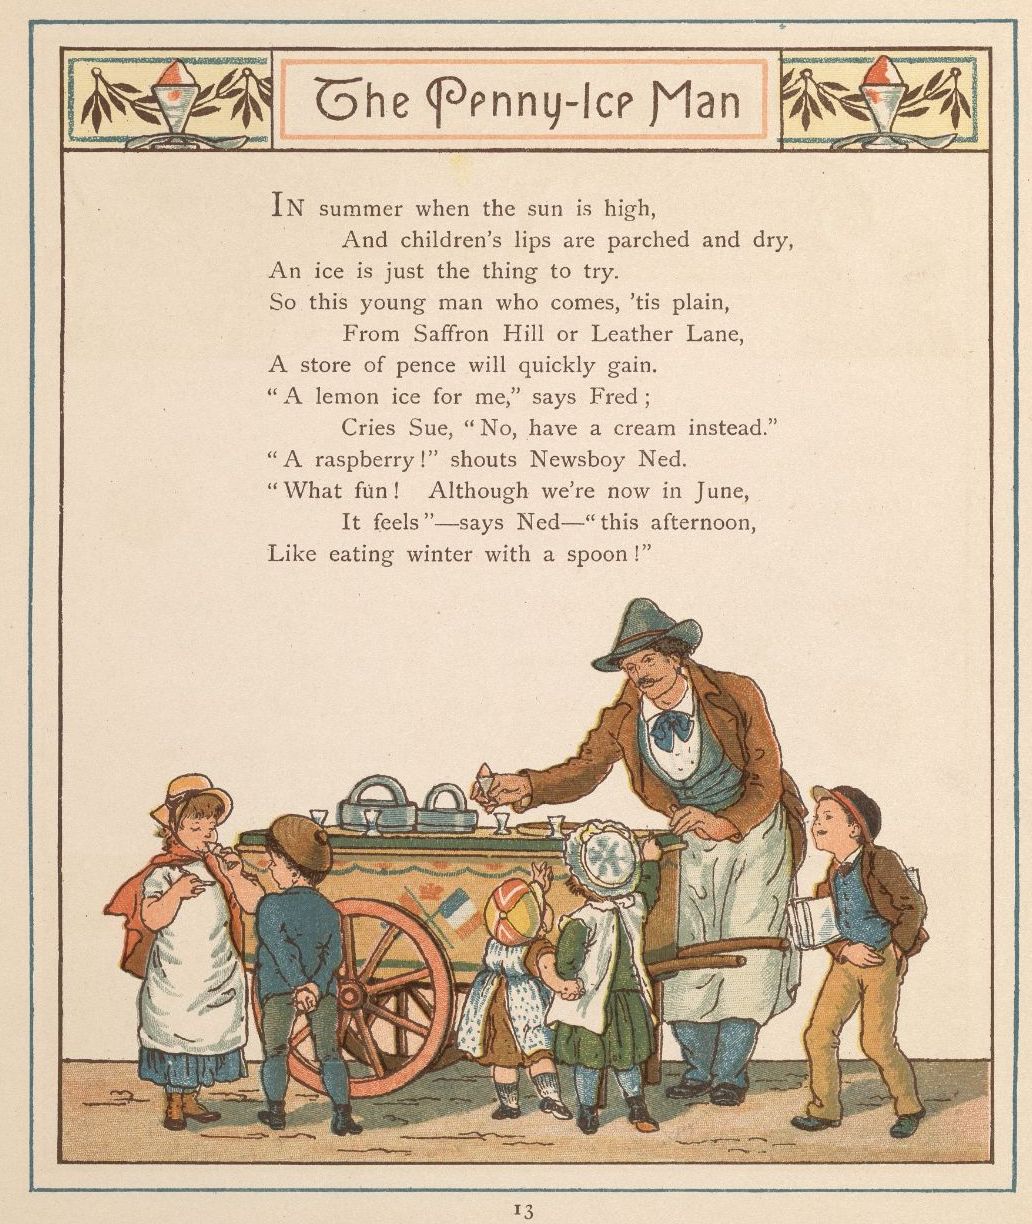 The Penny-Ice Man
IN summer when the sun is high,
And children's lips are parched and dry,
An ice is just the thing to try.
So this young man who comes, 'tis plain,
From Saffron Hill or Leather Lane,
A store of pence will quickly gain.
“ A lemon ice for me,” says Fred ;
Cries Sue, “ No, have a cream instead.”
“ A raspberry !” shouts Newsboy Ned.
“ What fun ! Although we're now in June,
It feels ”—says Ned—“ this afternoon,
Like eating winter with a spoon !”
13